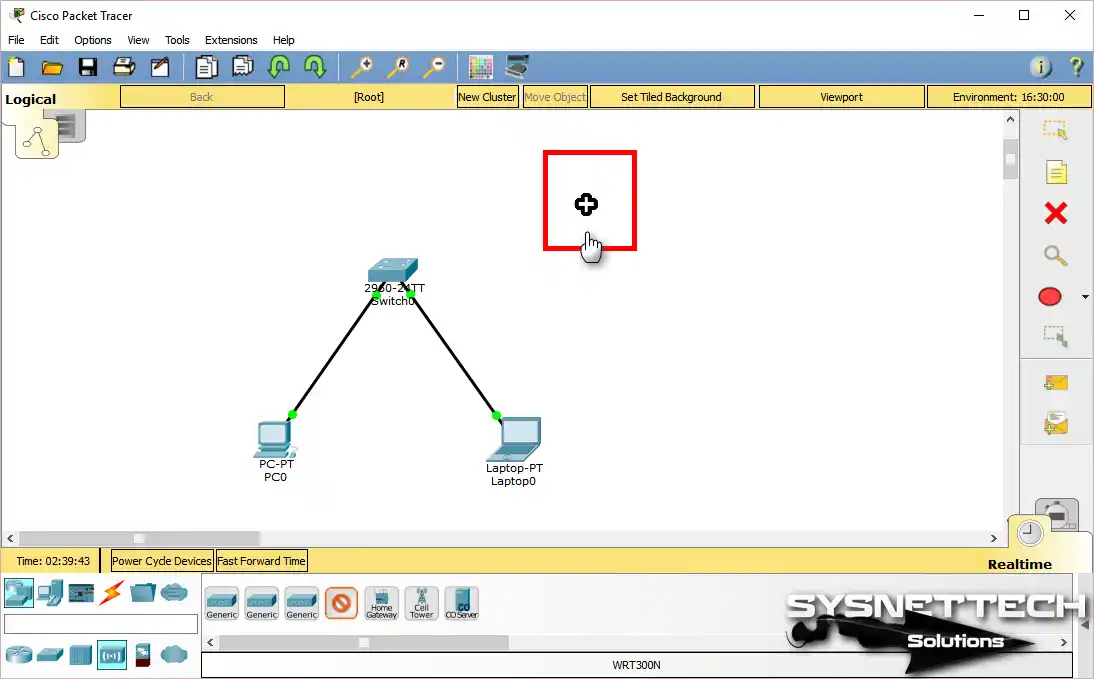 Cisco Packet Tracer
File Edit Options View Tools Extensions Help
R
i ?
Logical Back [Root] New Cluster Move Object Set Tiled Background Viewport Environment: 16:30:00
2960-24TT
Switch0
PC-PT
PC0
Laptop-PT
Laptop0
Time: 02:39:43 Power Cycle Devices Fast Forward Time
Realtime
Generic Generic Generic Home Gateway Cell Tower CO CO Server
SYSNETTECH
Solutions
WRT300N